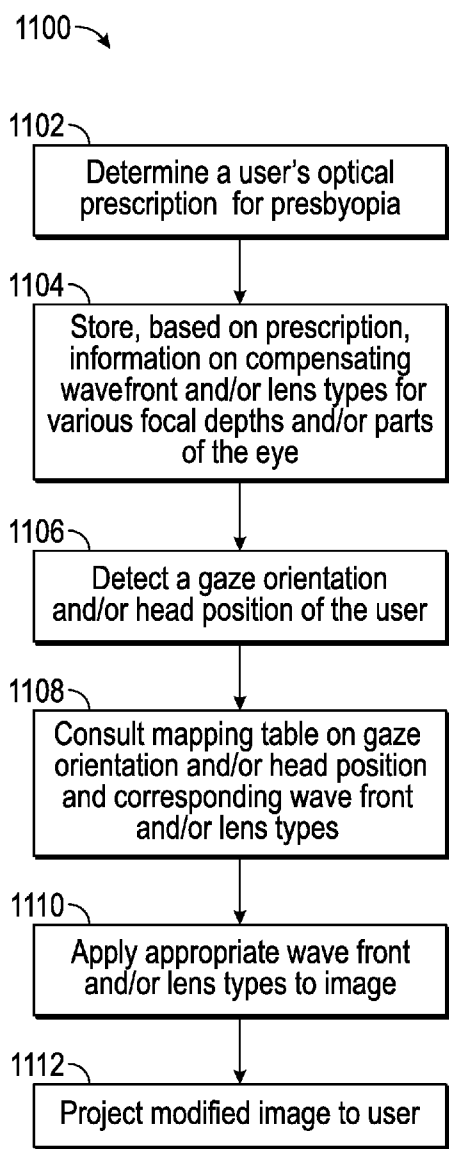 1100
1102
Determine a user's optical
prescription for presbyopia
1104
Store, based on prescription,
information on compensating
wavefront and/or lens types for
various focal depths and/or parts
of the eye
1106
Detect a gaze orientation
and/or head position of the user
1108
Consult mapping table on gaze
orientation and/or head position
and corresponding wave front
and/or lens types
1110
Apply appropriate wave front
and/or lens types to image
1112
Project modified image to user